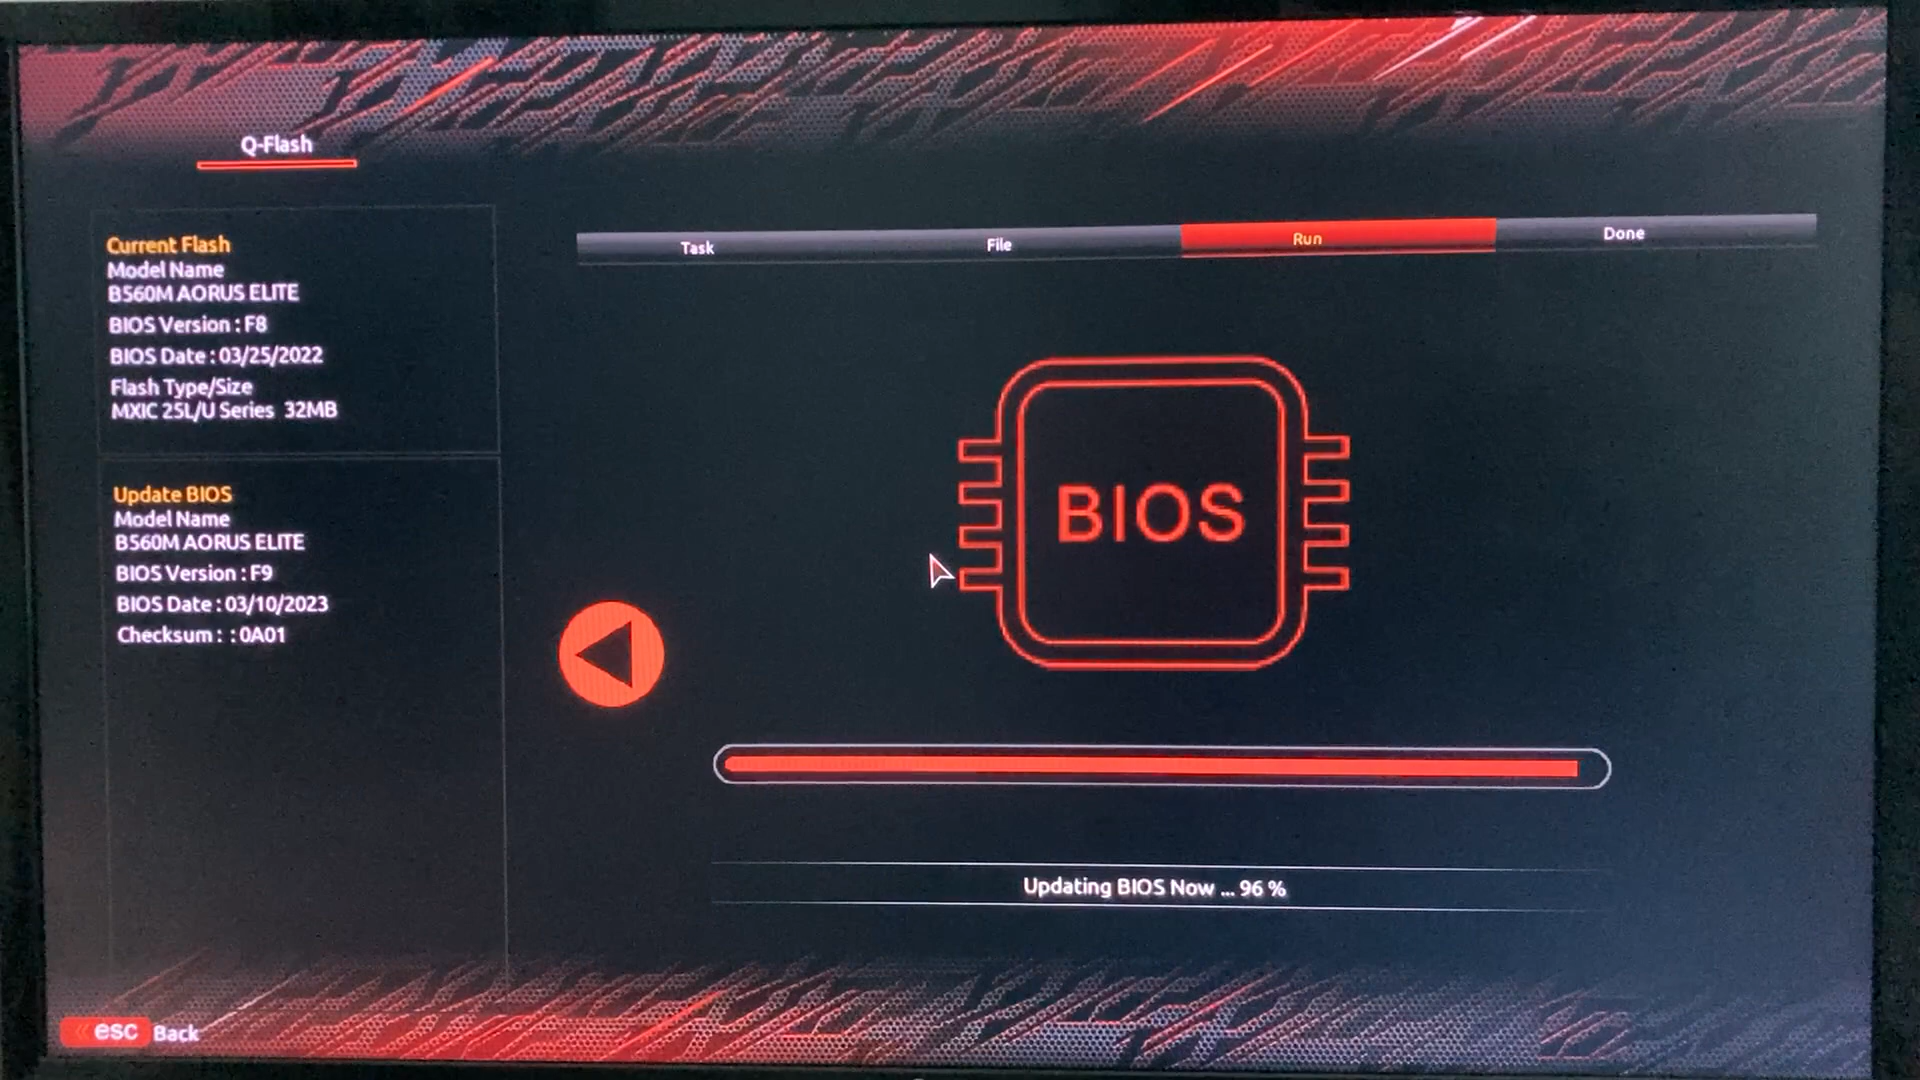 Q-Flash
Current Flash
Model Name
B560M AORUS ELITE
BIOS Version : F8
BIOS Date : 03/25/2022
Flash Type/Size
MXIC 25L/U Series 32MB
Update BIOS
Model Name
B560M AORUS ELITE
BIOS Version : F9
BIOS Date : 03/10/2023
Checksum : : 0A01
Task File Run Done
BIOS
Updating BIOS Now ... 96 %
esc Back